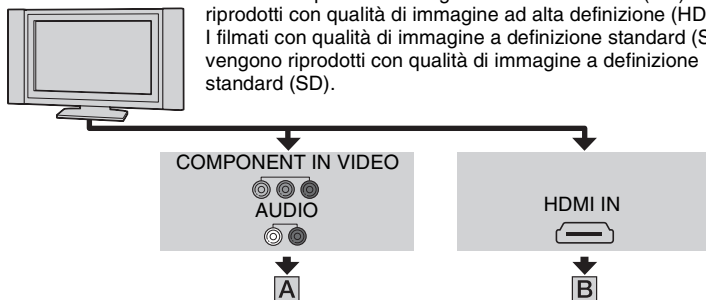 riprodotti con qualità di immagine ad alta definizione (HD
I filmati con qualità di immagine a definizione standard (S
vengono riprodotti con qualità di immagine a definizione
standard (SD).
COMPONENT IN VIDEO
AUDIO
HDMI IN
A
B